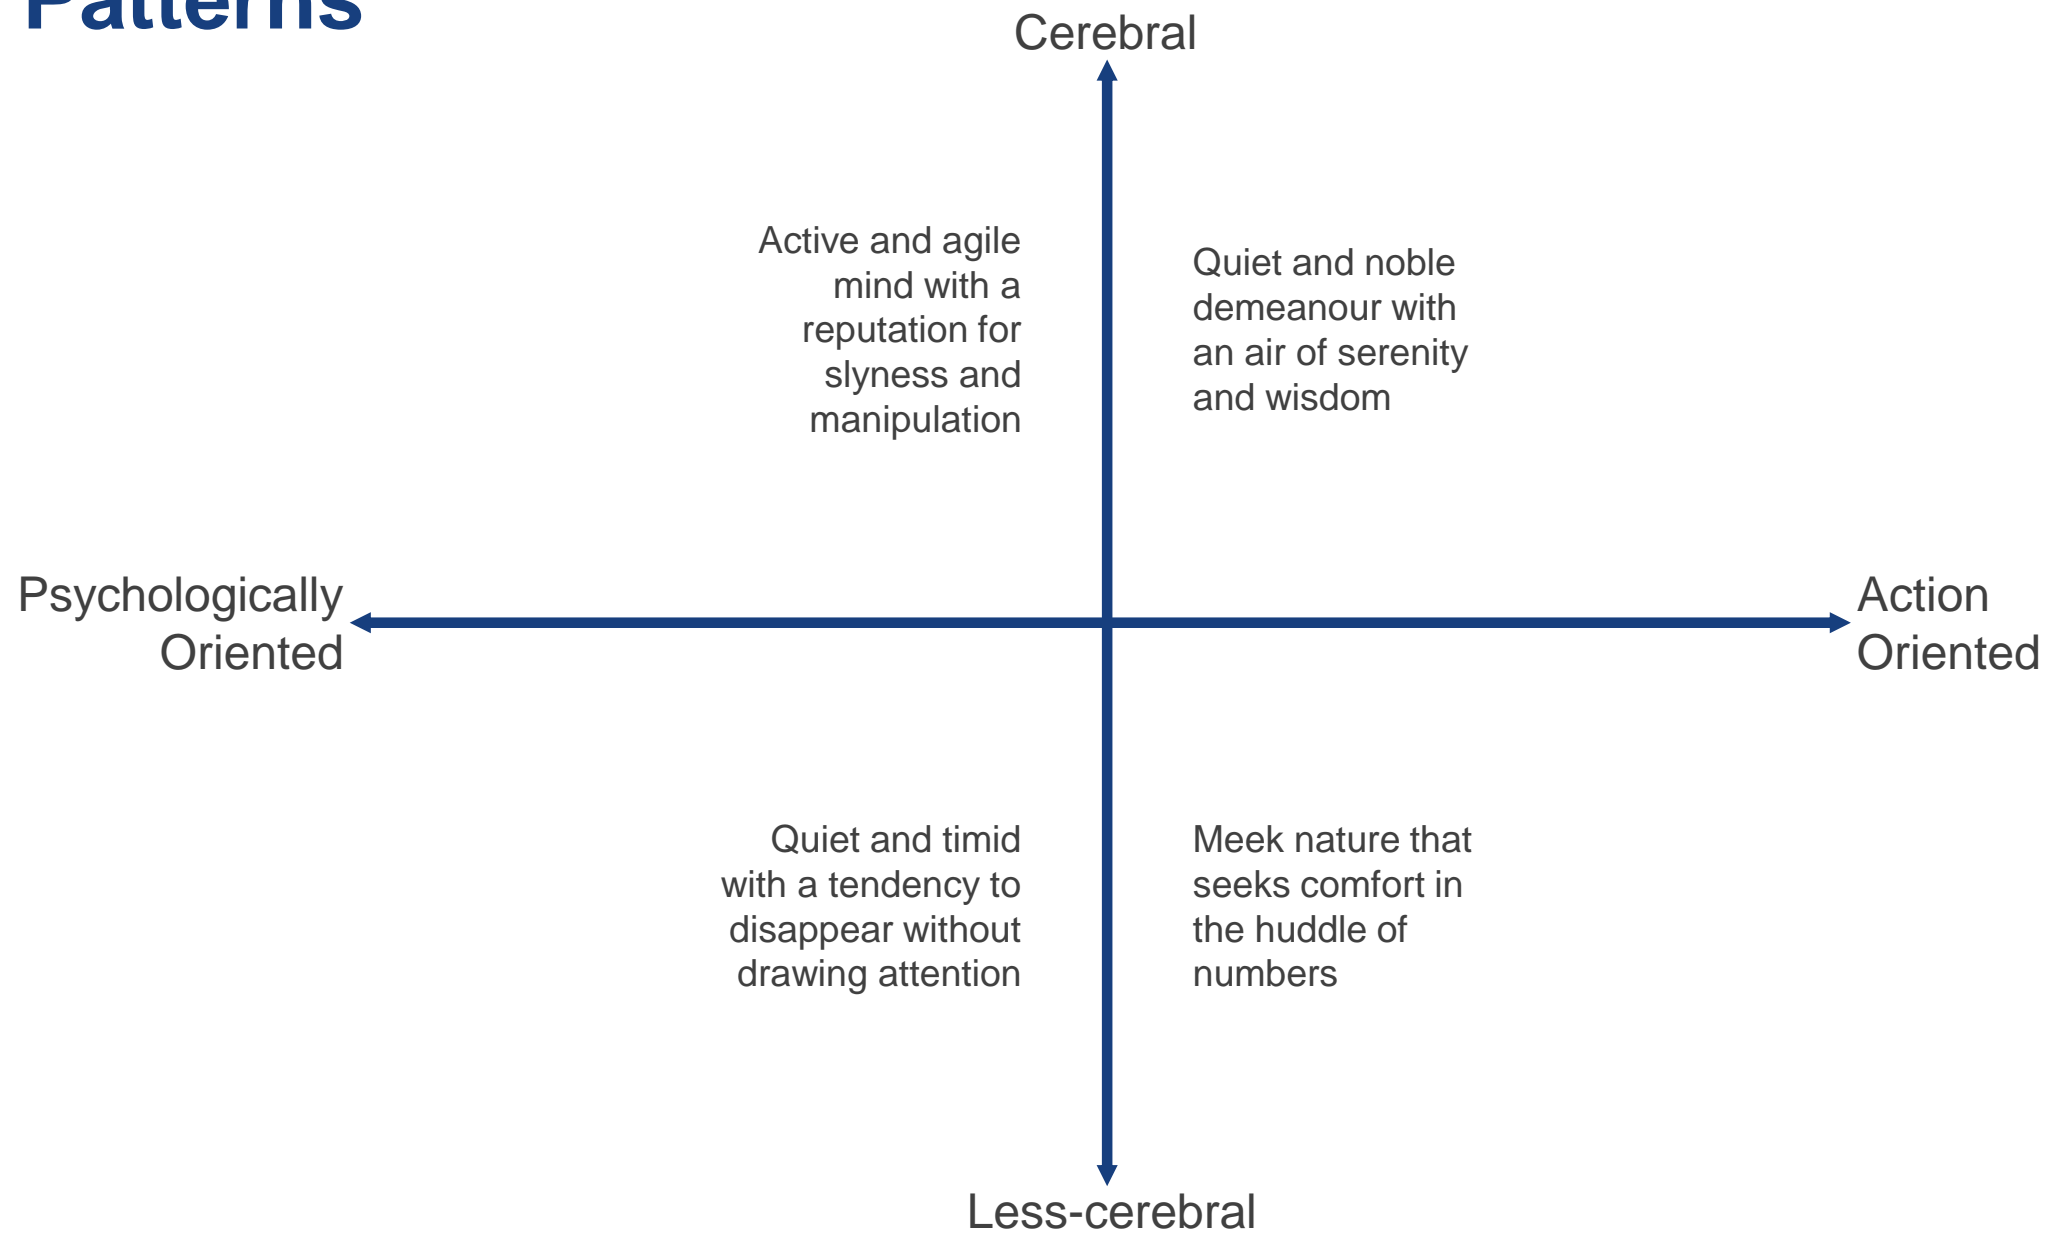 Patterns
Cerebral
Active and agile
mind with a
reputation for
slyness and
manipulation
Quiet and noble
demeanour with
an air of serenity
and wisdom
Psychologically
Oriented
Action
Oriented
Quiet and timid
with a tendency to
disappear without
drawing attention
Meek nature that
seeks comfort in
the huddle of
numbers
Less-cerebral